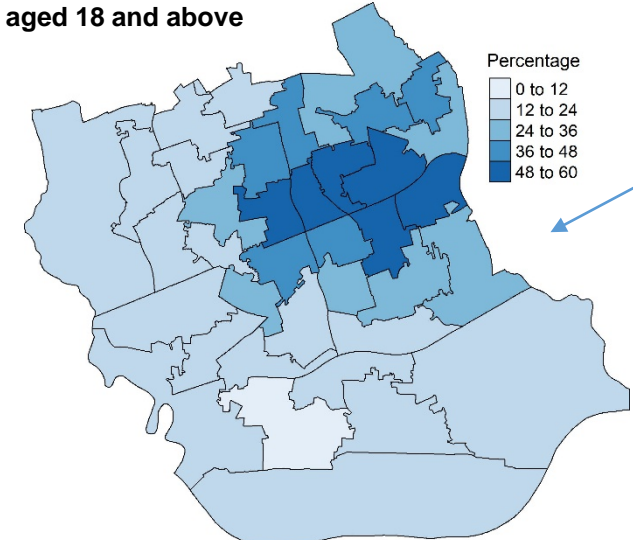 aged 18 and above
Percentage
0 to 12
12 to 24
24 to 36
36 to 48
48 to 60